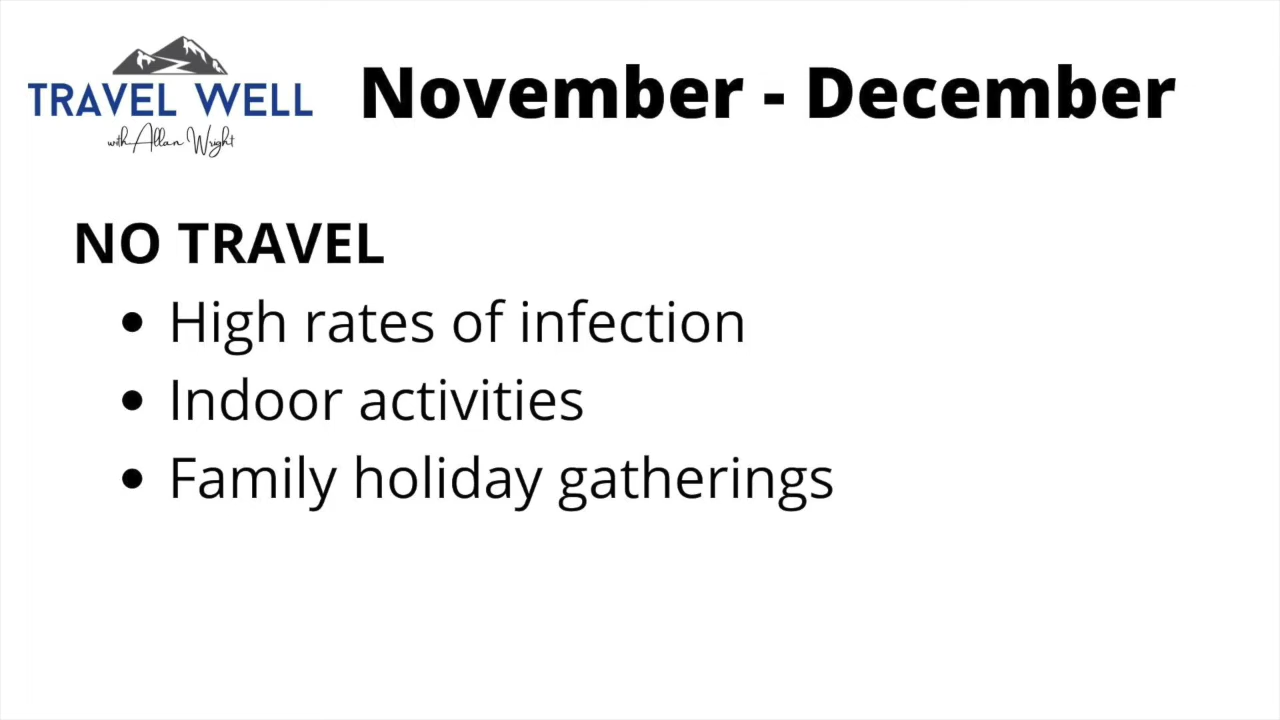 TRAVEL WELL
with Allan Wright
November - December
NO TRAVEL
• High rates of infection
• Indoor activities
• Family holiday gatherings